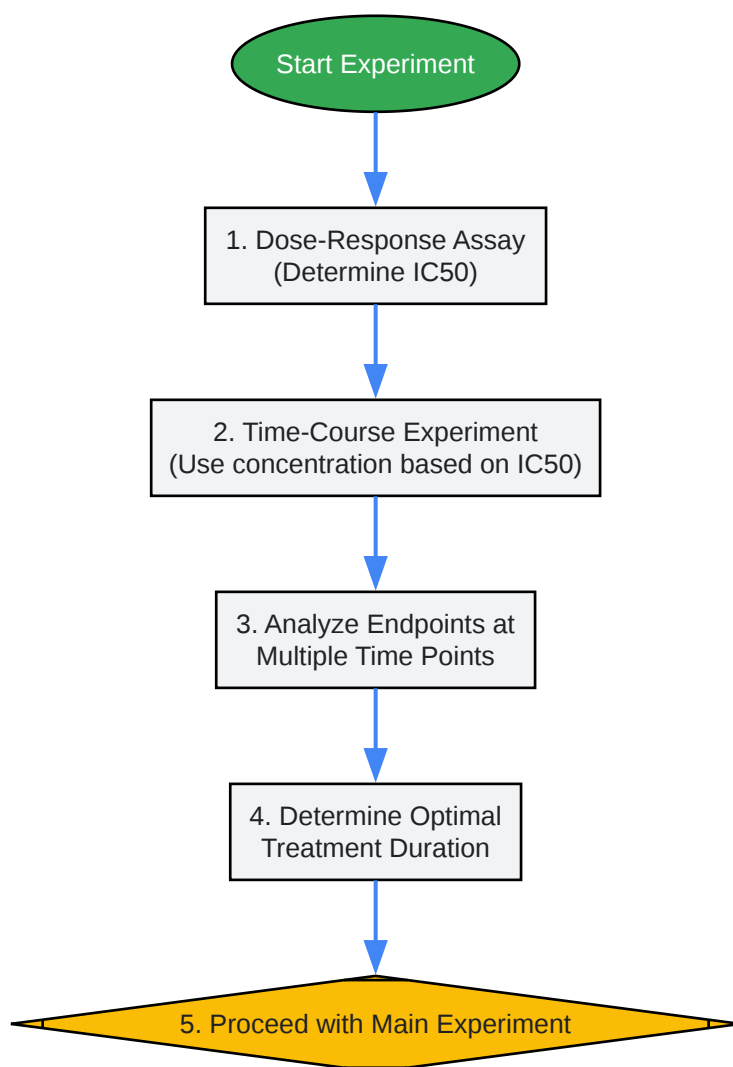 Start Experiment
1. Dose-Response Assay
(Determine IC50)
2. Time-Course Experiment
(Use concentration based on IC50)
3. Analyze Endpoints at
Multiple Time Points
4. Determine Optimal
Treatment Duration
5. Proceed with Main Experiment